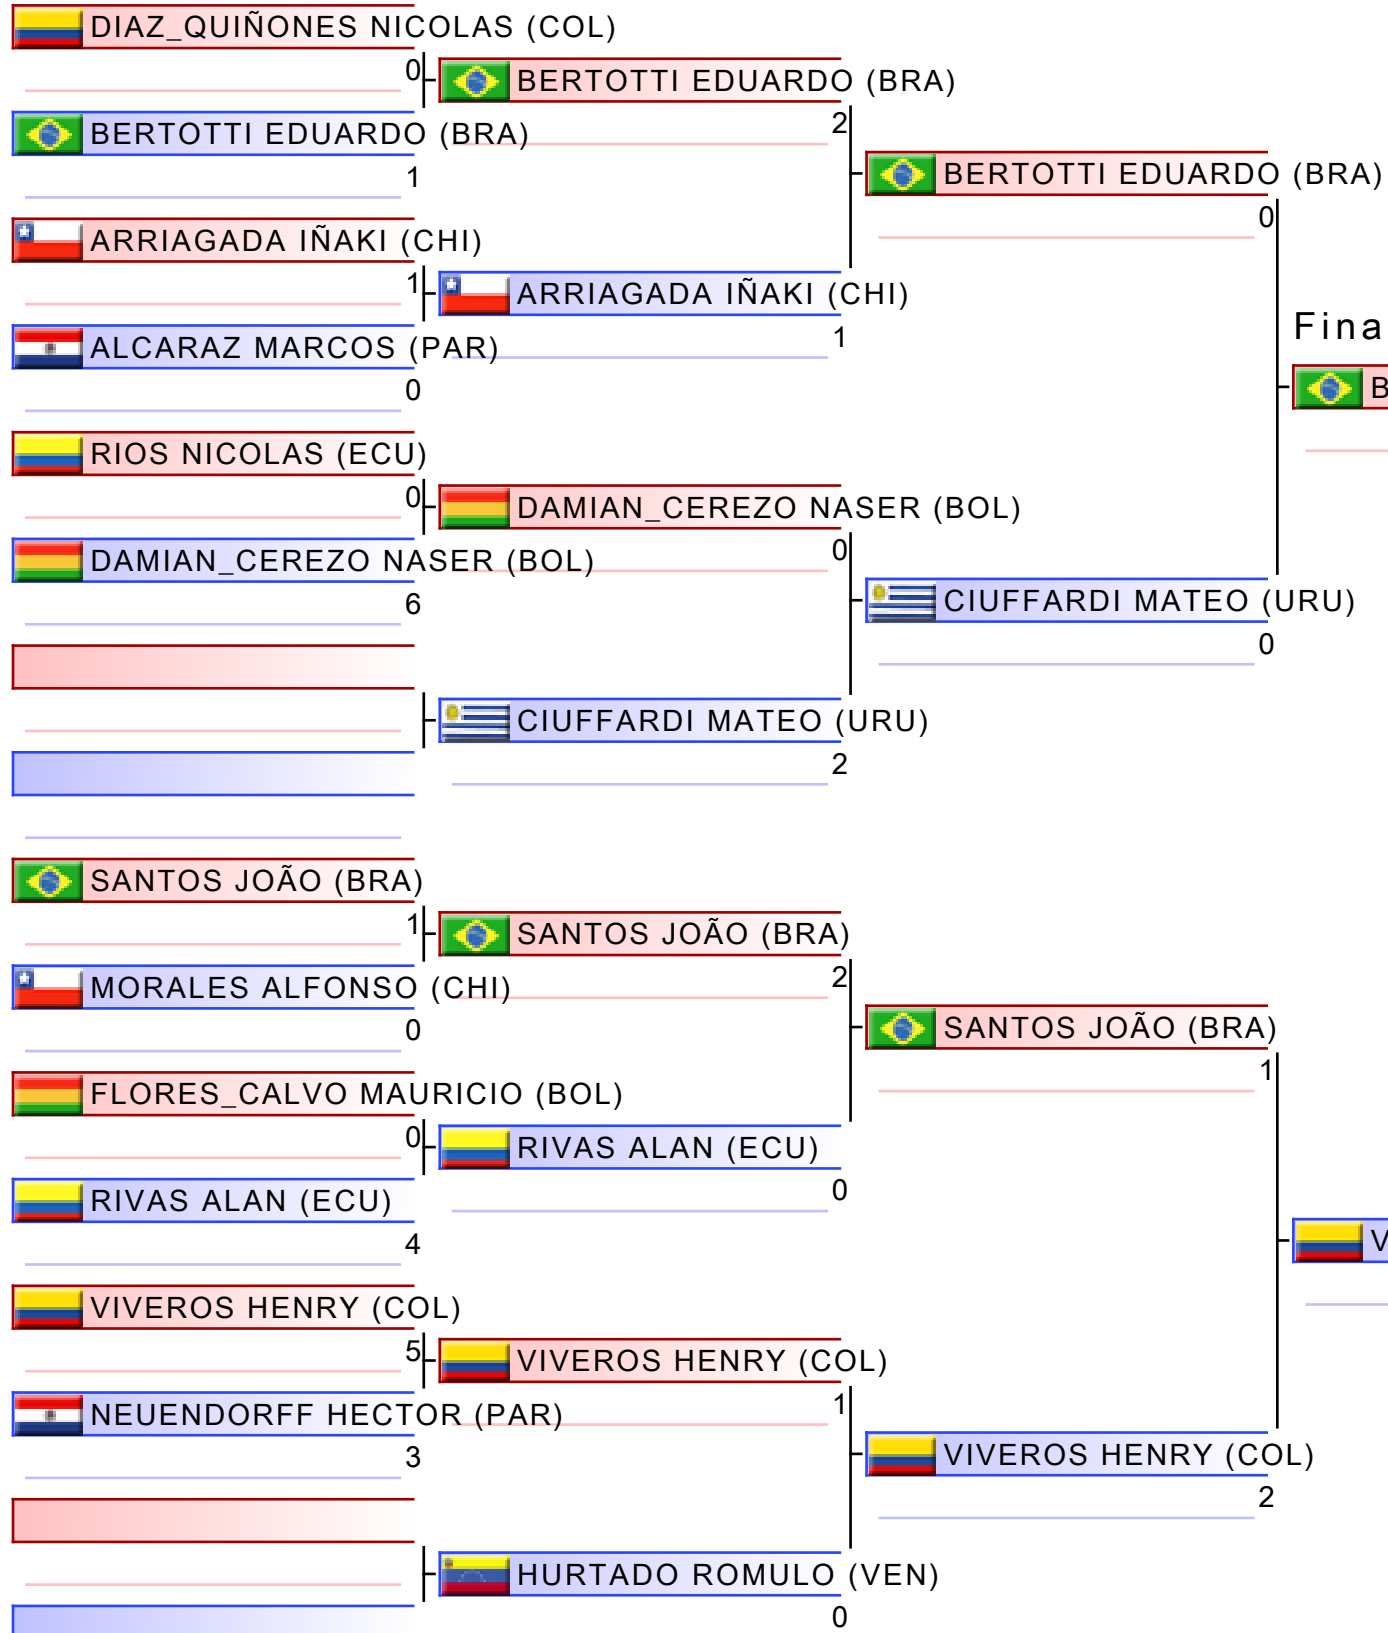 DIAZ_QUIÑONES NICOLAS (COL)
0
BERTOTTI EDUARDO (BRA)
1
ARRIAGADA IÑAKI (CHI)
1
ALCARAZ MARCOS (PAR)
0
RIOS NICOLAS (ECU)
0
DAMIAN_CEREZO NASER (BOL)
6
SANTOS JOÃO (BRA)
1
MORALES ALFONSO (CHI)
0
FLORES_CALVO MAURICIO (BOL)
0
RIVAS ALAN (ECU)
4
VIVEROS HENRY (COL)
5
NEUENDORFF HECTOR (PAR)
3
BERTOTTI EDUARDO (BRA)
2
ARRIAGADA IÑAKI (CHI)
1
DAMIAN_CEREZO NASER (BOL)
0
CIUFFARDI MATEO (URU)
2
SANTOS JOÃO (BRA)
2
RIVAS ALAN (ECU)
0
VIVEROS HENRY (COL)
1
HURTADO ROMULO (VEN)
0
BERTOTTI EDUARDO (BRA)
0
CIUFFARDI MATEO (URU)
0
SANTOS JOÃO (BRA)
1
VIVEROS HENRY (COL)
2
Fina
B
V